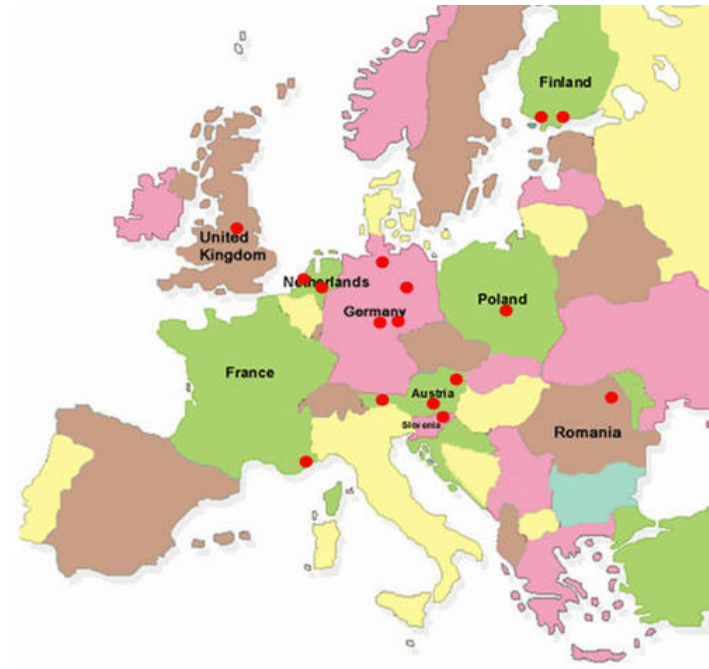 Finland
United
Kingdom
Netherlands
Poland
Germany
France
Austria
Slovenia
Romania